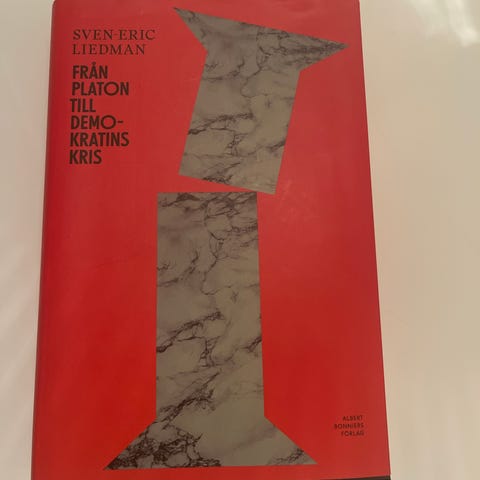 SVEN-ERIC
LIEDMAN
FRÅN
PLATON
TILL
DEMO-
KRATINS
KRIS
ALBERT
BONNIERS
FÖRLAG